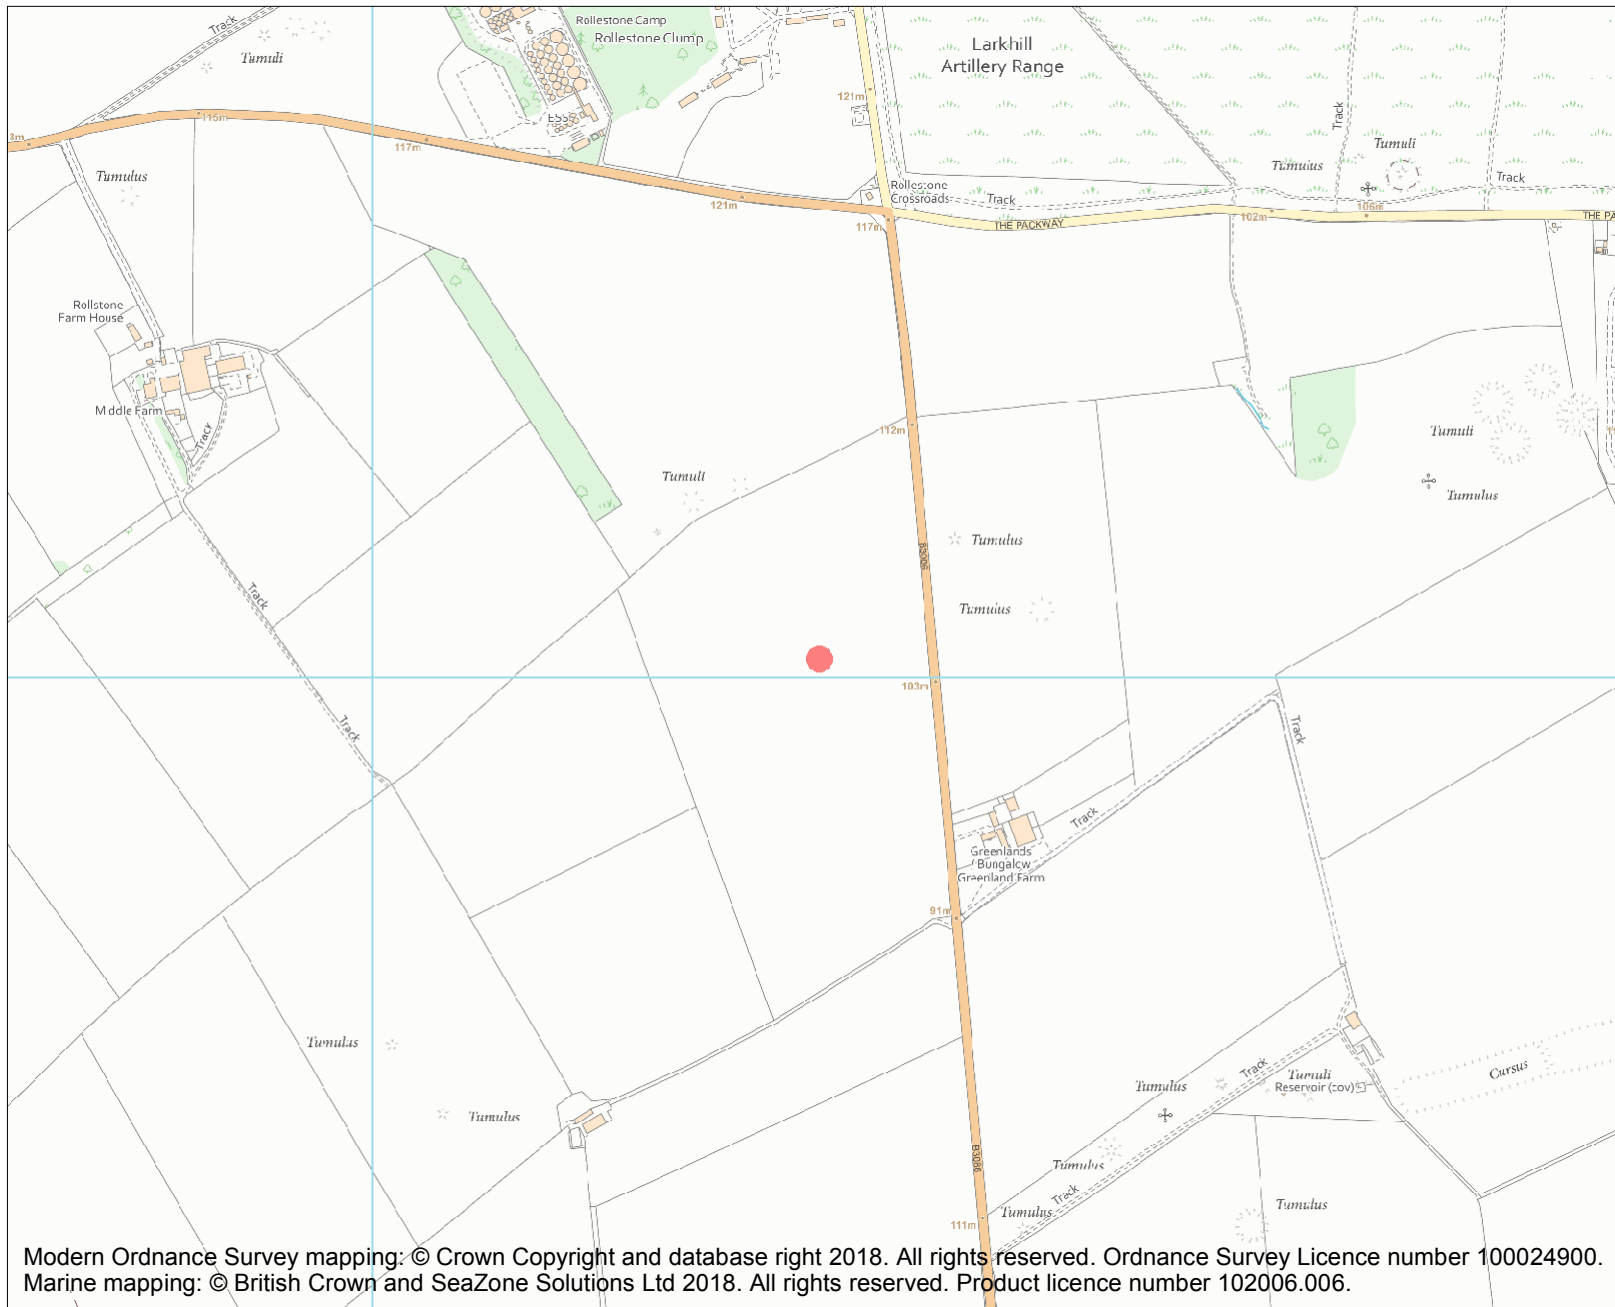 Track
Rollestone Camp
Rollestone Clump
Tumuli
Larkhill
Artillery Range
121m
115m
3m
117m
ESS
Track
Tumuli
Tumulus
Tumulus
Rollestone
Crossroads
Track
Track
121m
117m
THE PACKWAY
102m
106m
THE PA
Rollstone
Farm House
Middle Farm
Track
112m
Tumuli
Tumuli
Tumulus
Tumulus
B3086
Tumulus
Track
103m
Track
Track
Track
Greenlands
Bungalow
Greenland Farm
91m
Tumulus
Tumulus
Track
Tumulus
Tumuli
Reservoir (cov)
Cursus
B3086
Tumulus
Track
Tumulus
Tumulus
111m
Modern Ordnance Survey mapping: © Crown Copyright and database right 2018. All rights reserved. Ordnance Survey Licence number 100024900.
Marine mapping: © British Crown and SeaZone Solutions Ltd 2018. All rights reserved. Product licence number 102006.006.